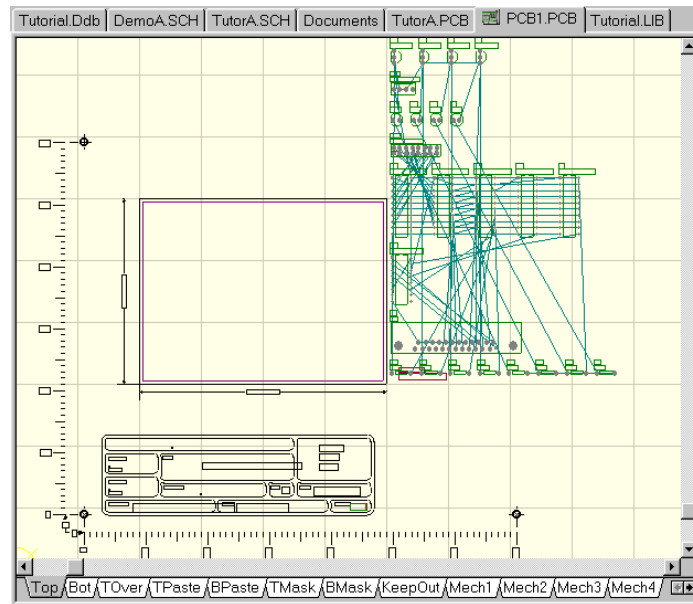 Tutorial.Ddb DemoA.SCH TutorA.SCH Documents TutorA.PCB PCB1.PCB Tutorial.LIB
Top Bot TOver TPaste BPaste TMask BMask KeepOut Mech1 Mech2 Mech3 Mech4